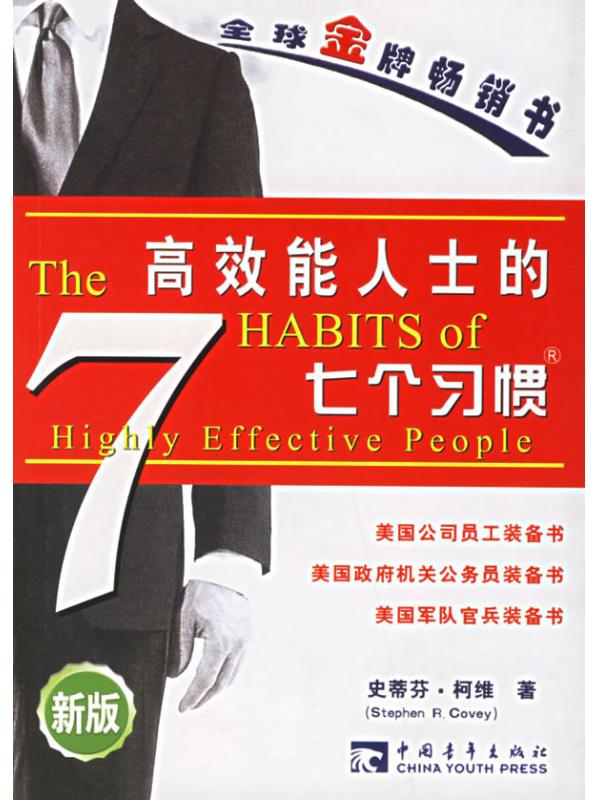 全球金牌畅销书
高效能人士的
The
7
HABITS of
七个习惯®
Highly Effective People
美国公司员工装备书
美国政府机关公务员装备书
美国军队官兵装备书
新版
史蒂芬·柯维 著
(Stephen R. Covey)
中国青年出版社
CHINA YOUTH PRESS